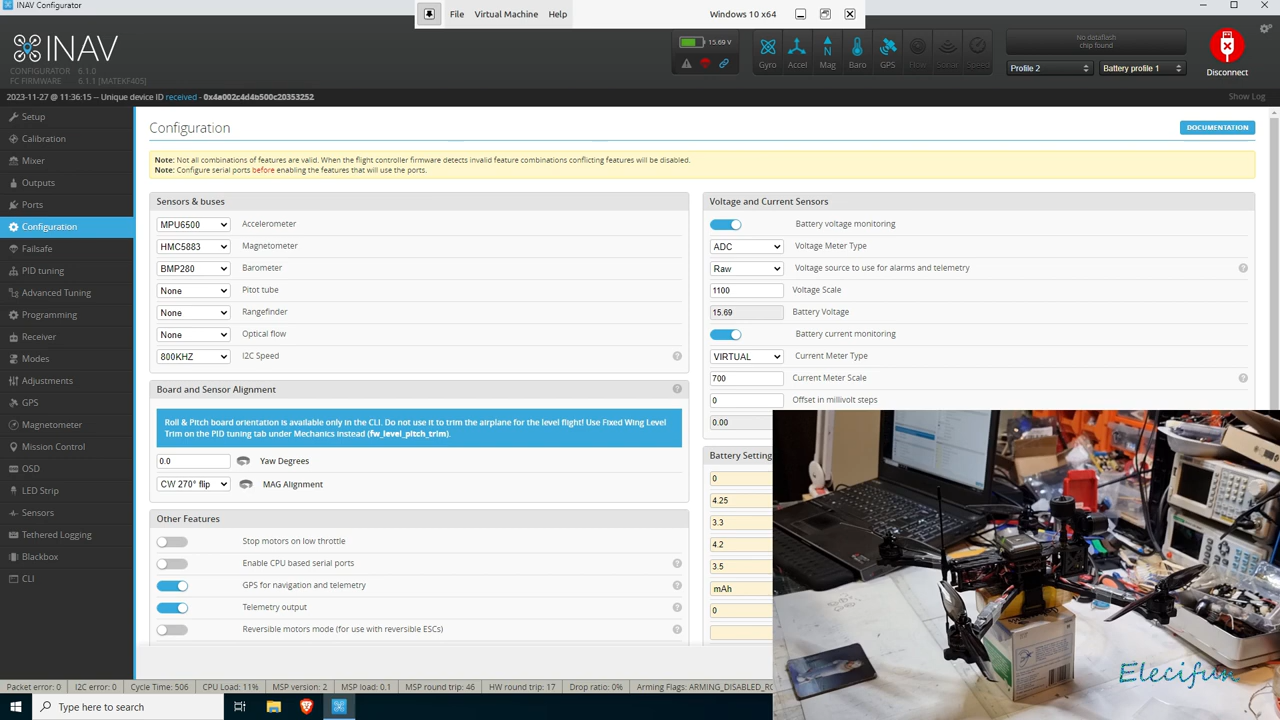 INAV Configurator
File Virtual Machine Help
Windows 10 x64
INAV
CONFIGURATOR 6.1.0
FC FIRMWARE 6.1.1 [MATEKF405]
15.69 V
Gyro Accel Mag Baro GPS Flow Sonar Speed
No dataflash
chip found
Profile 2
Battery profile 1
Disconnect
2023-11-27 @ 11:36:15 -- Unique device ID received - 0x4a002c4d4b500c20353252
Show Log
Setup
Calibration
Mixer
Outputs
Ports
Configuration
Failsafe
PID tuning
Advanced Tuning
Programming
Receiver
Modes
Adjustments
GPS
Magnetometer
Mission Control
OSD
LED Strip
Sensors
Tethered Logging
Blackbox
CLI
Configuration
DOCUMENTATION
Note: Not all combinations of features are valid. When the flight controller firmware detects invalid feature combinations conflicting features will be disabled.
Note: Configure serial ports before enabling the features that will use the ports.
Sensors & buses
MPU6500 Accelerometer
HMC5883 Magnetometer
BMP280 Barometer
None Pitot tube
None Rangefinder
None Optical flow
800KHZ I2C Speed
Board and Sensor Alignment
Roll & Pitch board orientation is available only in the CLI. Do not use it to trim the airplane for the level flight! Use Fixed Wing Level
Trim on the PID tuning tab under Mechanics instead (fw_level_pitch_trim).
0.0 Yaw Degrees
CW 270° flip MAG Alignment
Other Features
Stop motors on low throttle
Enable CPU based serial ports
GPS for navigation and telemetry
Telemetry output
Reversible motors mode (for use with reversible ESCs)
Voltage and Current Sensors
Battery voltage monitoring
ADC Voltage Meter Type
Raw Voltage source to use for alarms and telemetry
1100 Voltage Scale
15.69 Battery Voltage
Battery current monitoring
VIRTUAL Current Meter Type
700 Current Meter Scale
0 Offset in millivolt steps
0.00
Battery Setting
0
4.25
3.3
4.2
3.5
mAh
0
Elecifun
Packet error: 0 I2C error: 0 Cycle Time: 506 CPU Load: 11% MSP version: 2 MSP load: 0.1 MSP round trip: 46 HW round trip: 17 Drop ratio: 0% Arming Flags: ARMING_DISABLED_RO
Type here to search